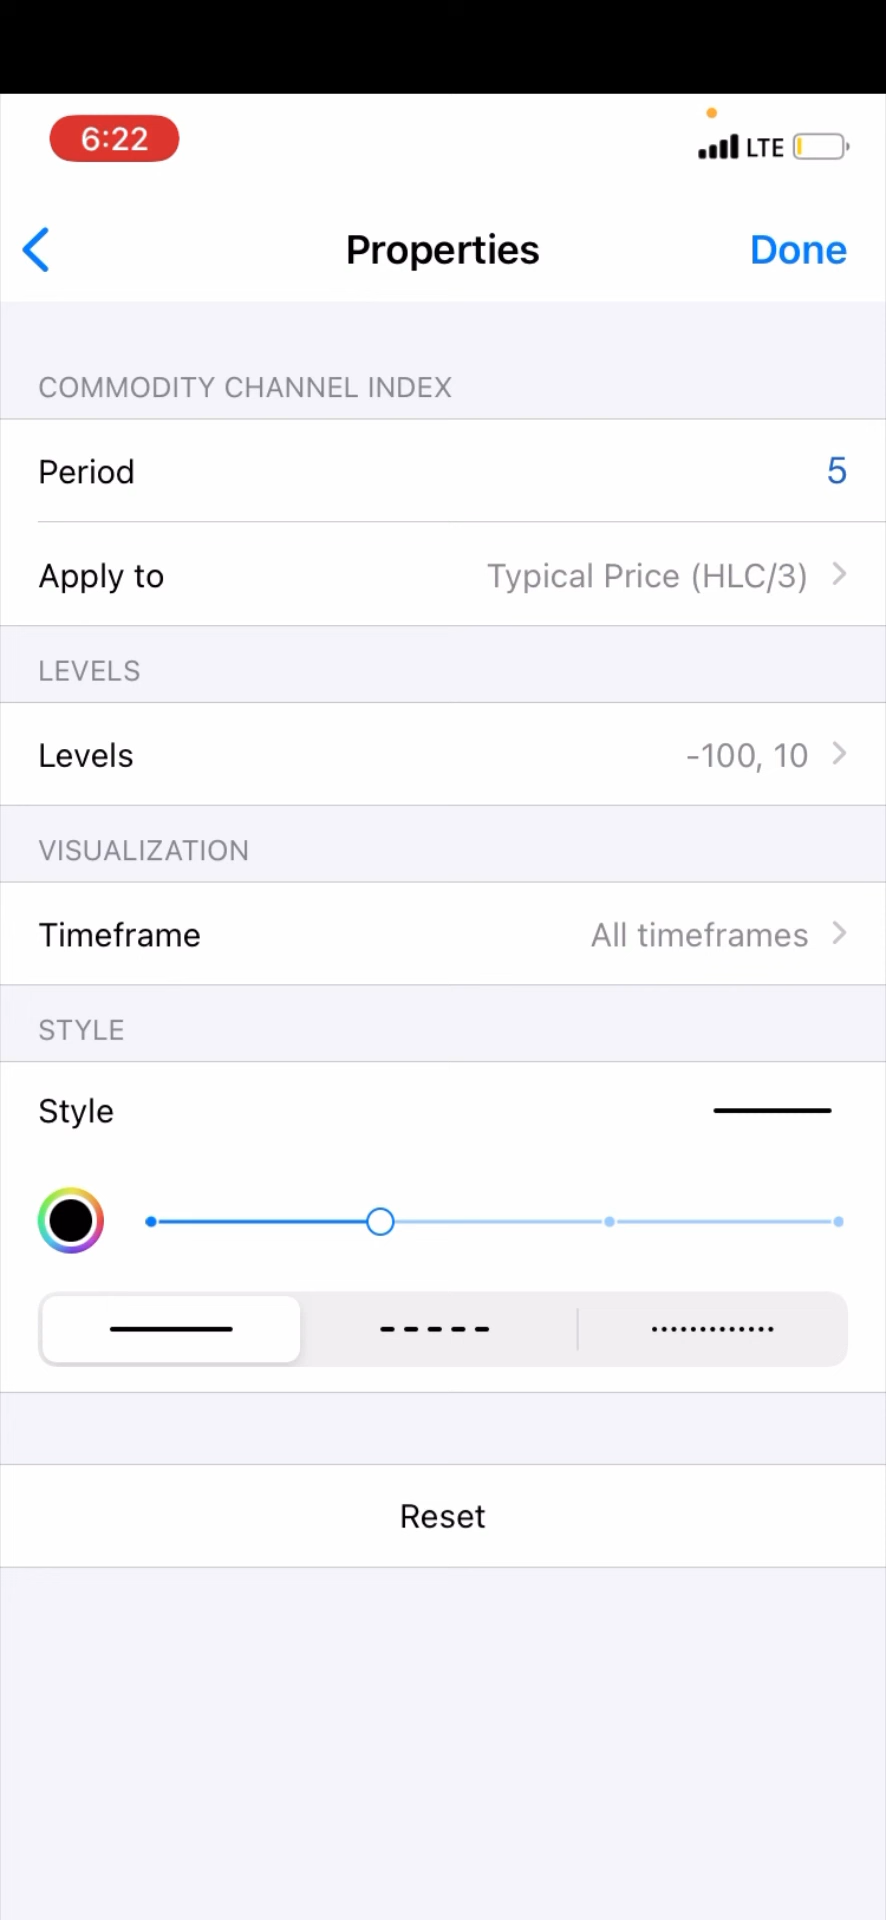 6:22
LTE
Properties
Done
COMMODITY CHANNEL INDEX
Period
5
Apply to
Typical Price (HLC/3)
LEVELS
Levels
-100, 10
VISUALIZATION
Timeframe
All timeframes
STYLE
Style
Reset